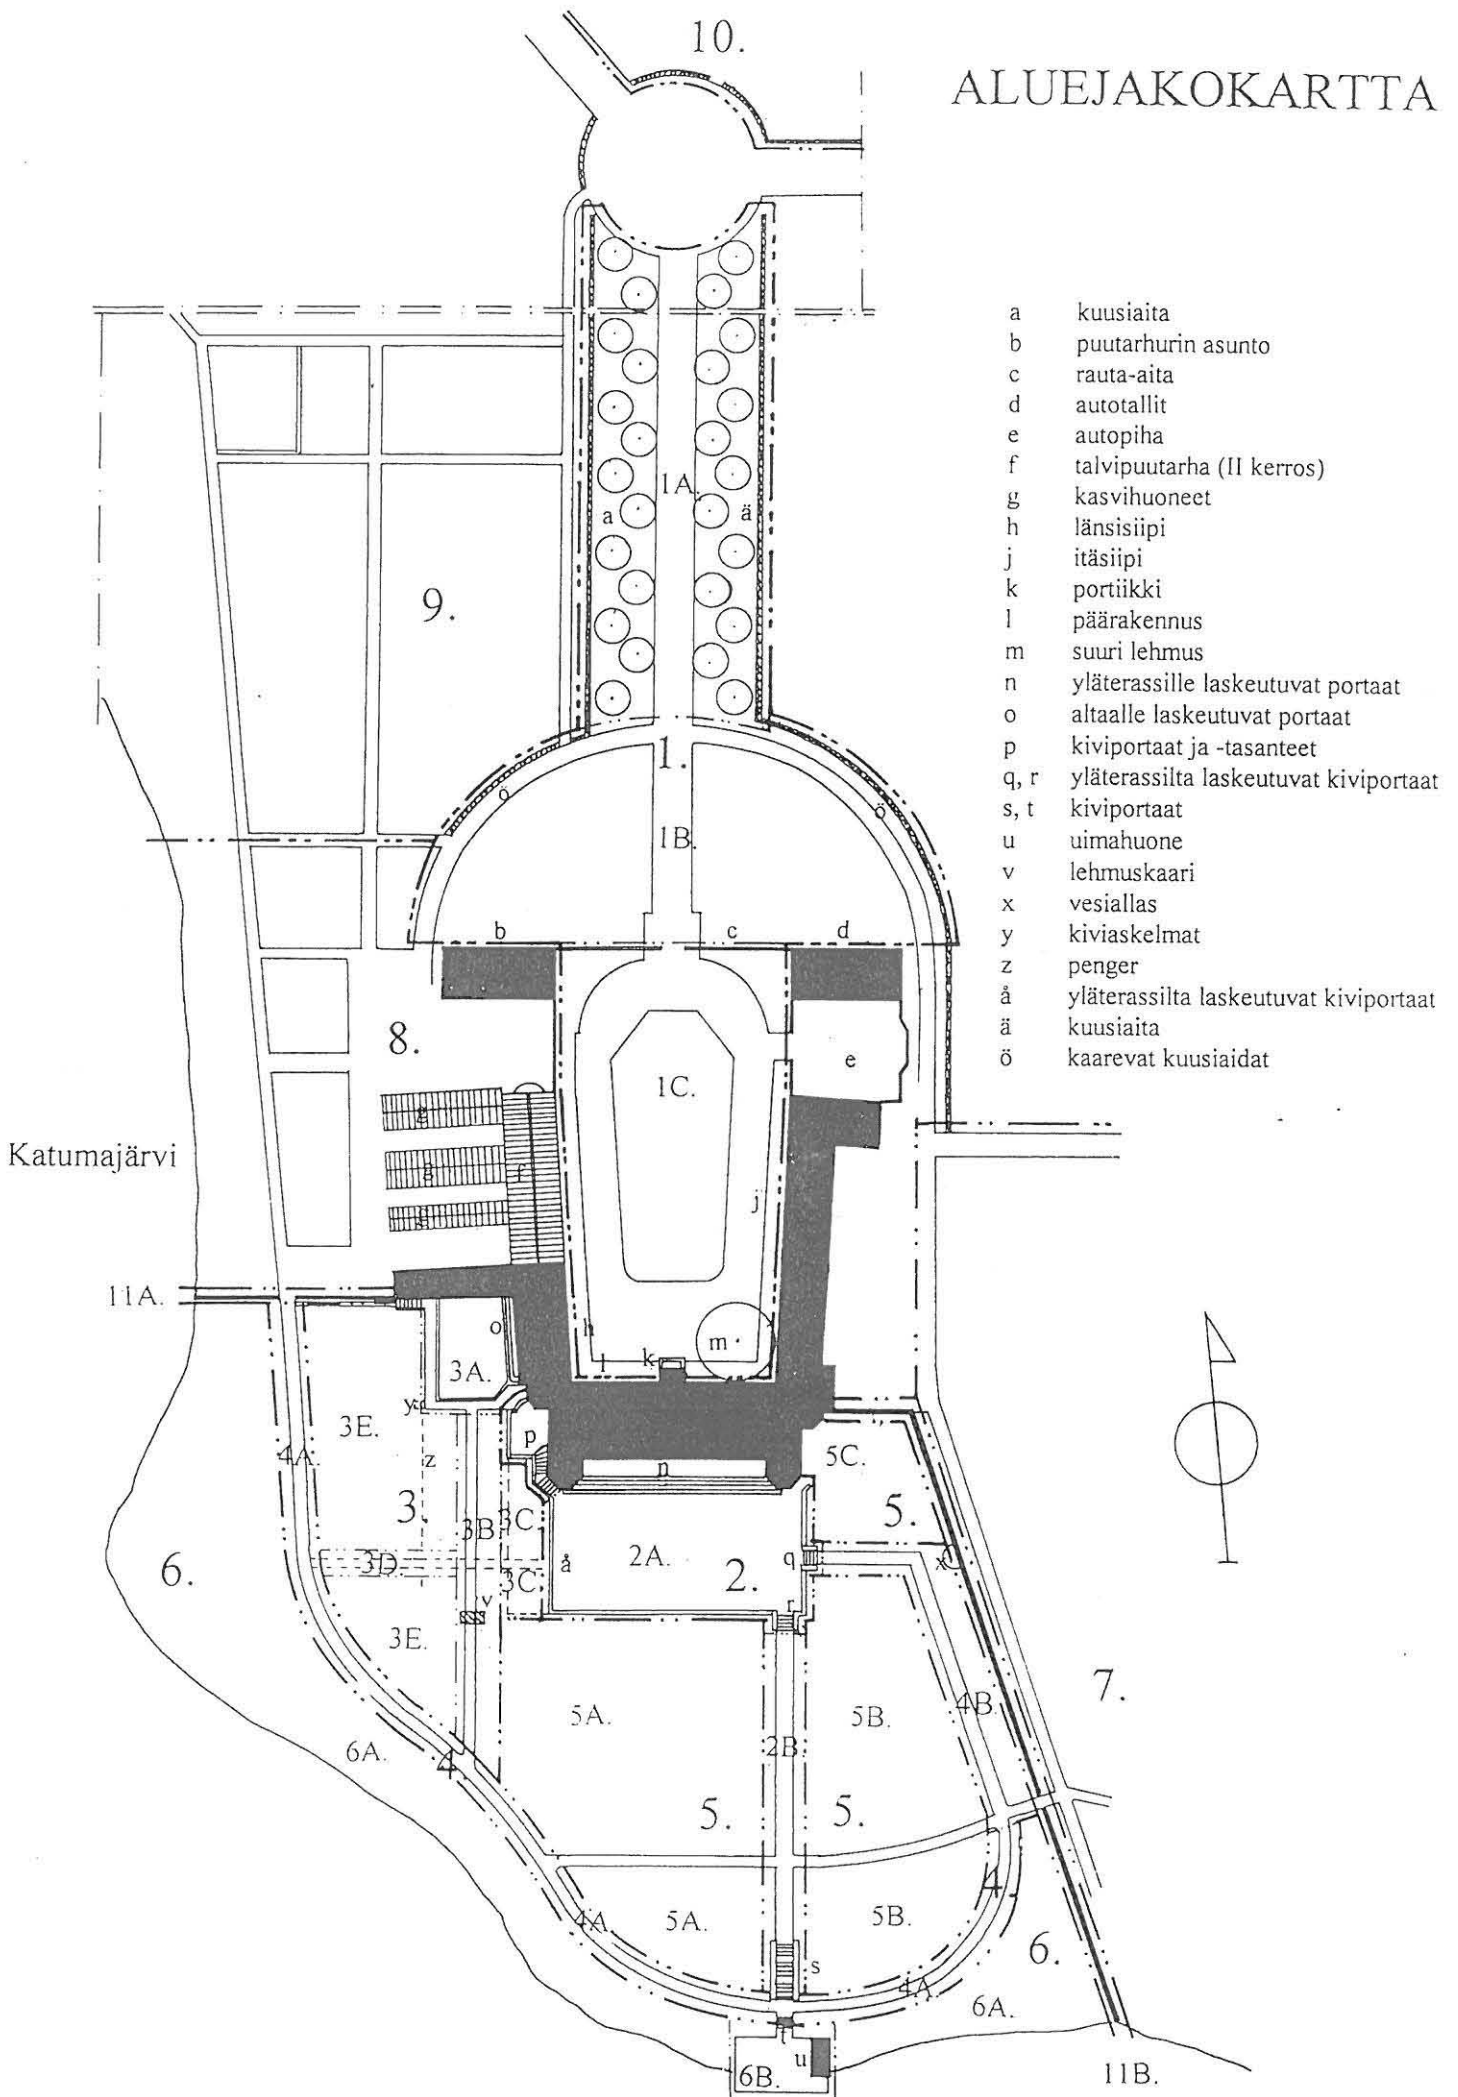 10.
ALUEJAKOKARTTA
a kuusiaita
b puutarhurin asunto
c rauta-aita
d autotallit
e autopiha
f talvipuutarha (II kerros)
g kasvihuoneet
h länsisiipi
j itäsiipi
k portiikki
l päärakennus
m suuri lehmus
n yläterassille laskeutuvat portaat
o altaalle laskeutuvat portaat
p kiviportaat ja -tasanteet
q, r yläterassilta laskeutuvat kiviportaat
s, t kiviportaat
u uimahuone
v lehmuskaari
x vesiallas
y kiviaskelmat
z penger
å yläterassilta laskeutuvat kiviportaat
ä kuusiaita
ö kaarevat kuusiaidat
1A.
a ä
9.
1.
ö ö
1B.
b c d
8.
e
1C.
g
Katumajärvi
g f
j
g
11A.
o h m
3A. l k
y
3E. p
4A. z n 5C.
3. 3B 3C 5.
6. 3D. å 2A. 2. q x
3C
v r
3E.
7.
5A. 5B. 4B.
6A. 2B.
4.
5. 5.
4.
4A. 5A. 5B.
6.
s
4A. 6A.
t
6B. u 11B.